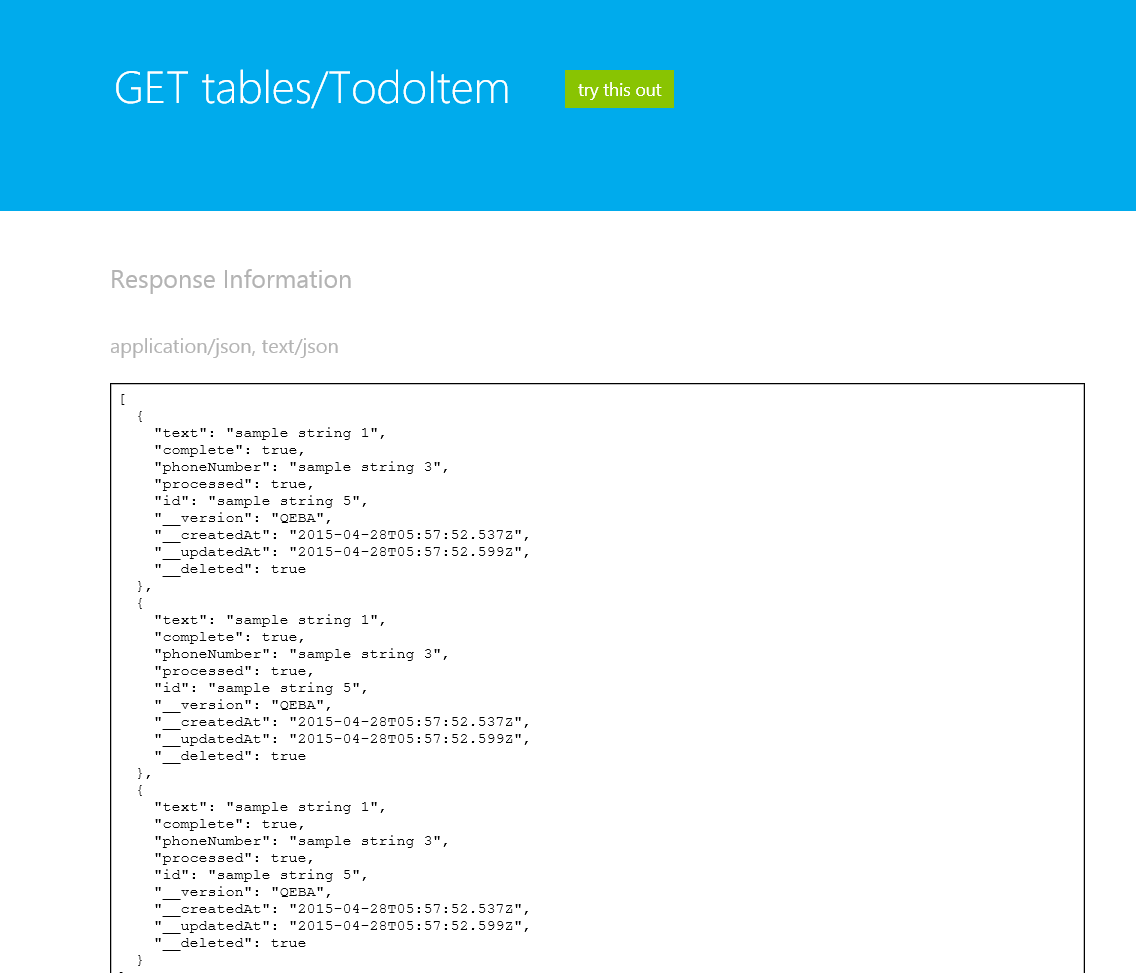 GET tables/TodoItem
try this out
Response Information
application/json, text/json
[
  {
    "text": "sample string 1",
    "complete": true,
    "phoneNumber": "sample string 3",
    "processed": true,
    "id": "sample string 5",
    "__version": "QEBA",
    "__createdAt": "2015-04-28T05:57:52.537Z",
    "__updatedAt": "2015-04-28T05:57:52.599Z",
    "__deleted": true
  },
  {
    "text": "sample string 1",
    "complete": true,
    "phoneNumber": "sample string 3",
    "processed": true,
    "id": "sample string 5",
    "__version": "QEBA",
    "__createdAt": "2015-04-28T05:57:52.537Z",
    "__updatedAt": "2015-04-28T05:57:52.599Z",
    "__deleted": true
  },
  {
    "text": "sample string 1",
    "complete": true,
    "phoneNumber": "sample string 3",
    "processed": true,
    "id": "sample string 5",
    "__version": "QEBA",
    "__createdAt": "2015-04-28T05:57:52.537Z",
    "__updatedAt": "2015-04-28T05:57:52.599Z",
    "__deleted": true
  }